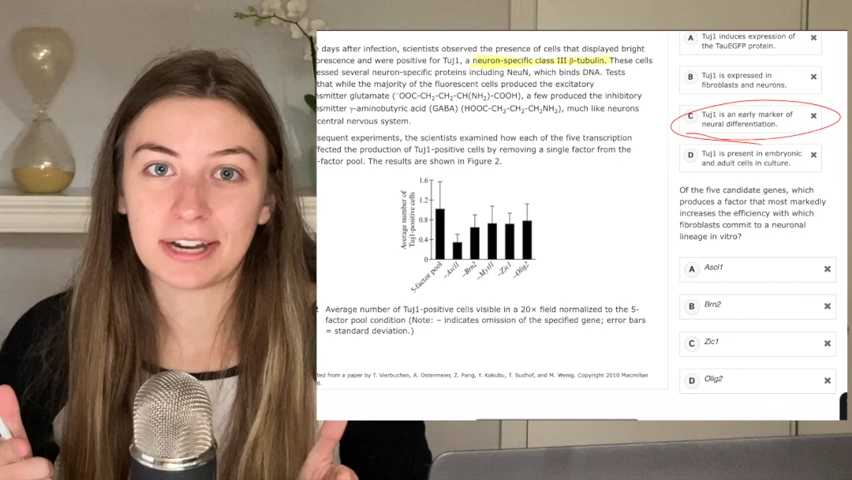 days after infection, scientists observed the presence of cells that displayed bright
orescence and were positive for Tuj1, a neuron-specific class III β-tubulin. These cells
essed several neuron-specific proteins including NeuN, which binds DNA. Tests
that while the majority of the fluorescent cells produced the excitatory
nsmitter glutamate (⁻OOC-CH₂-CH₂-CH(NH₂)-COOH), a few produced the inhibitory
nsmitter γ-aminobutyric acid (GABA) (HOOC-CH₂-CH₂-CH₂NH₂), much like neurons
central nervous system.
sequent experiments, the scientists examined how each of the five transcription
ffected the production of Tuj1-positive cells by removing a single factor from the
-factor pool. The results are shown in Figure 2.
Average number of
Tuj1-positive cells
1.6
1.2
0.8
0.4
0
5-factor pool
–Ascl1
–Brn2
–Myt1l
–Zic1
–Olig2
Average number of Tuj1-positive cells visible in a 20× field normalized to the 5-
factor pool condition (Note: – indicates omission of the specified gene; error bars
= standard deviation.)
ted from a paper by T. Vierbuchen, A. Ostermeier, Z. Pang, Y. Kokubu, T. Sudhof, and M. Wernig. Copyright 2010 Macmillan
A Tuj1 induces expression of
the TauEGFP protein.
B Tuj1 is expressed in
fibroblasts and neurons.
C Tuj1 is an early marker of
neural differentiation.
D Tuj1 is present in embryonic
and adult cells in culture.
Of the five candidate genes, which
produces a factor that most markedly
increases the efficiency with which
fibroblasts commit to a neuronal
lineage in vitro?
A Ascl1
B Brn2
C Zic1
D Olig2